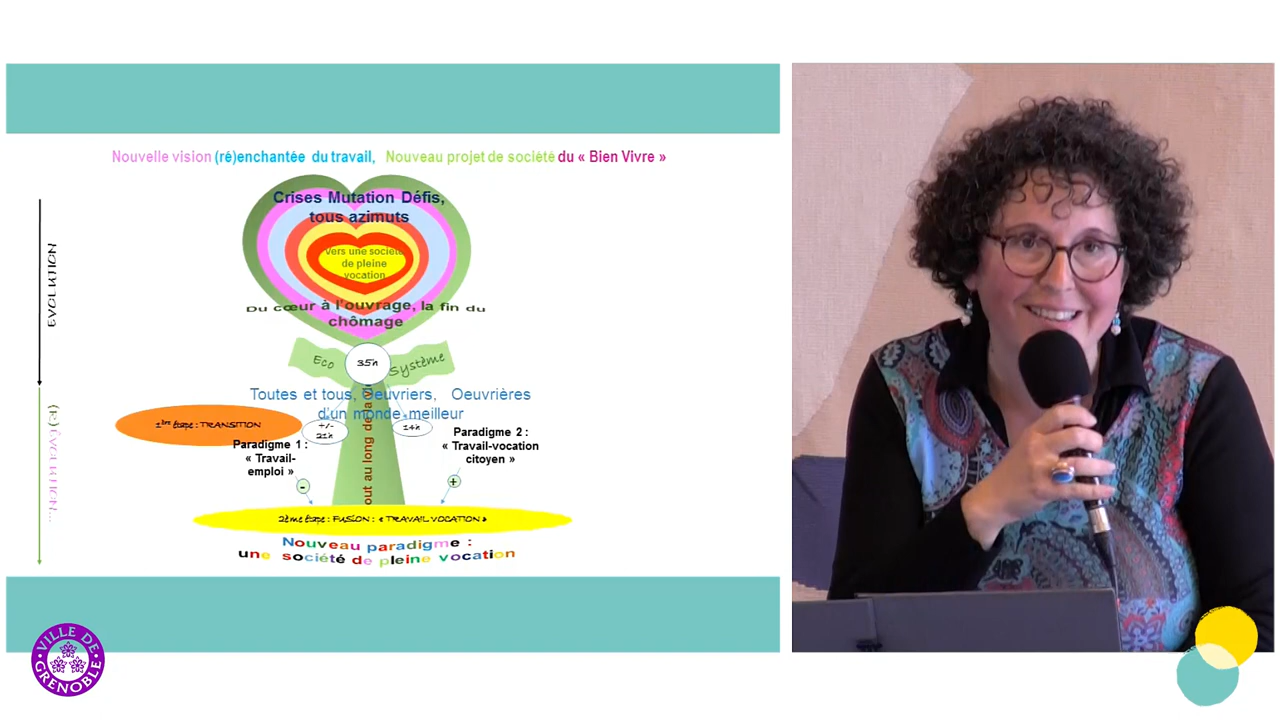 Nouvelle vision (ré)enchantée du travail, Nouveau projet de société du « Bien Vivre »
Crises Mutation Défis,
tous azimuts
Vers une société
de pleine
vocation
Du cœur à l'ouvrage, la fin du
chômage
EVOLUTION
Eco
35h
Système
Toutes et tous, Oeuvriers, Oeuvrières
d'un monde meilleur
1ère étape : TRANSITION
+/-
21h
14h
out au long de la
Paradigme 1 :
« Travail-
emploi »
Paradigme 2 :
« Travail-vocation
citoyen »
-
+
2ème étape : FUSION : « TRAVAIL VOCATION »
Nouveau paradigme :
une société de pleine vocation
VILLE DE
GRENOBLE